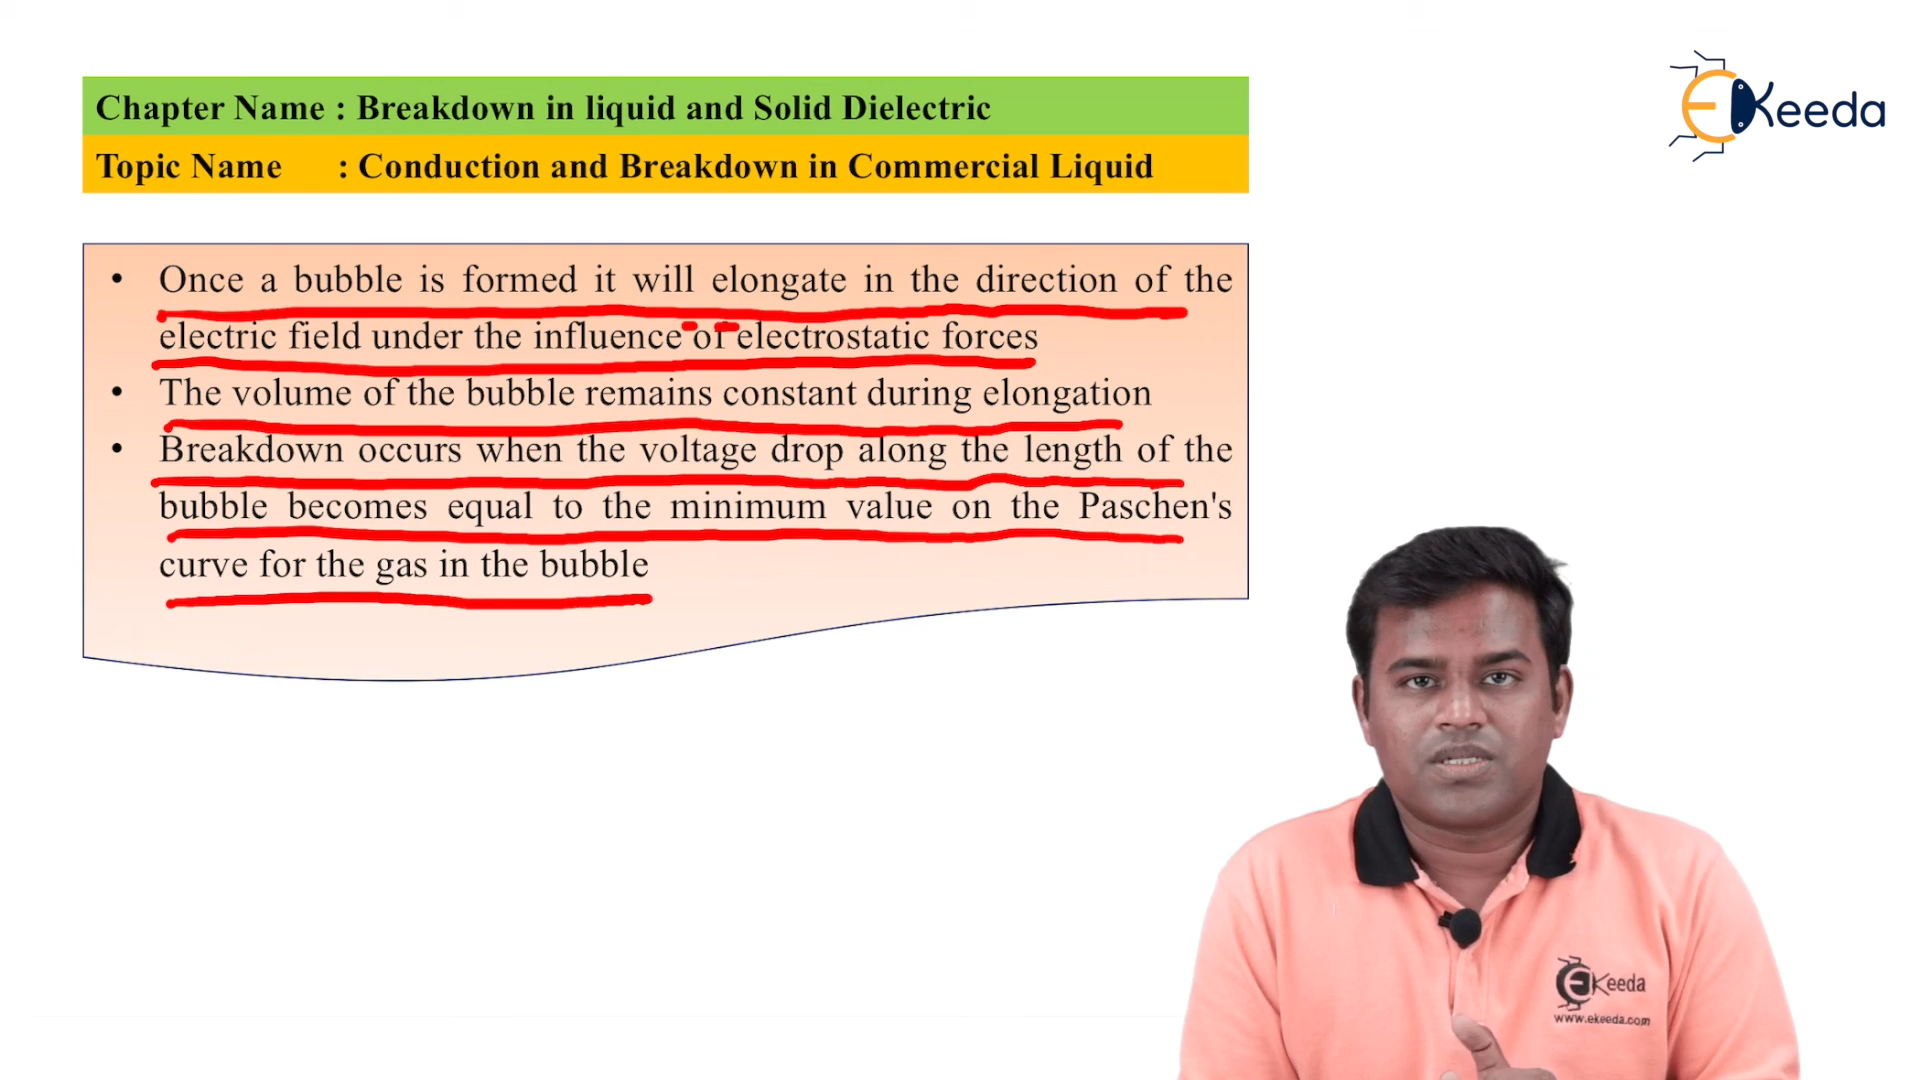 Chapter Name : Breakdown in liquid and Solid Dielectric
Topic Name : Conduction and Breakdown in Commercial Liquid
Keeda
• Once a bubble is formed it will elongate in the direction of the
electric field under the influence of electrostatic forces
• The volume of the bubble remains constant during elongation
• Breakdown occurs when the voltage drop along the length of the
bubble becomes equal to the minimum value on the Paschen's
curve for the gas in the bubble
Keeda
www.ekeeda.com